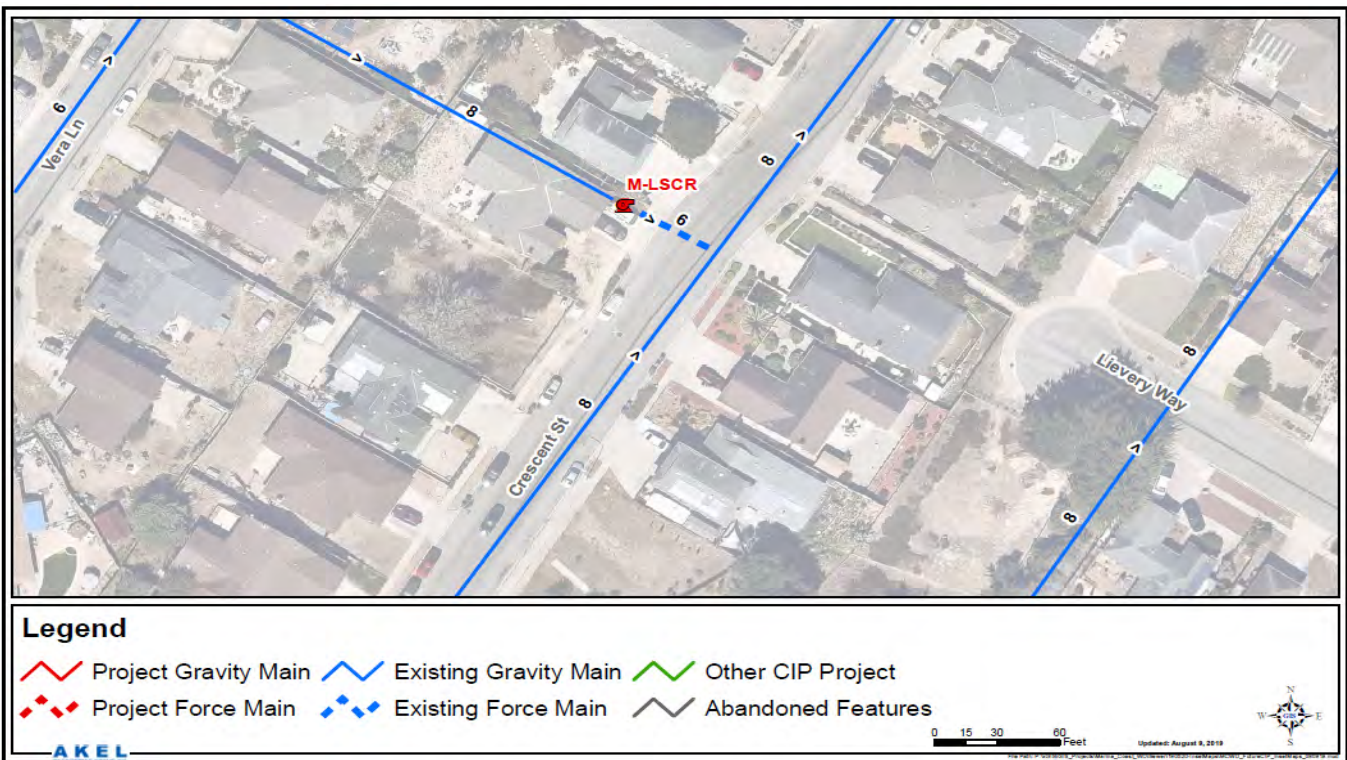 6
Vera Ln
8
M-LSCR
6
8
8
Crescent St
8
Lievery Way
8
Legend
Project Gravity Main
Existing Gravity Main
Other CIP Project
Project Force Main
Existing Force Main
Abandoned Features
0 15 30 60
Feet
Updated: August 9, 2019
N
W
GIS
E
S
AKEL